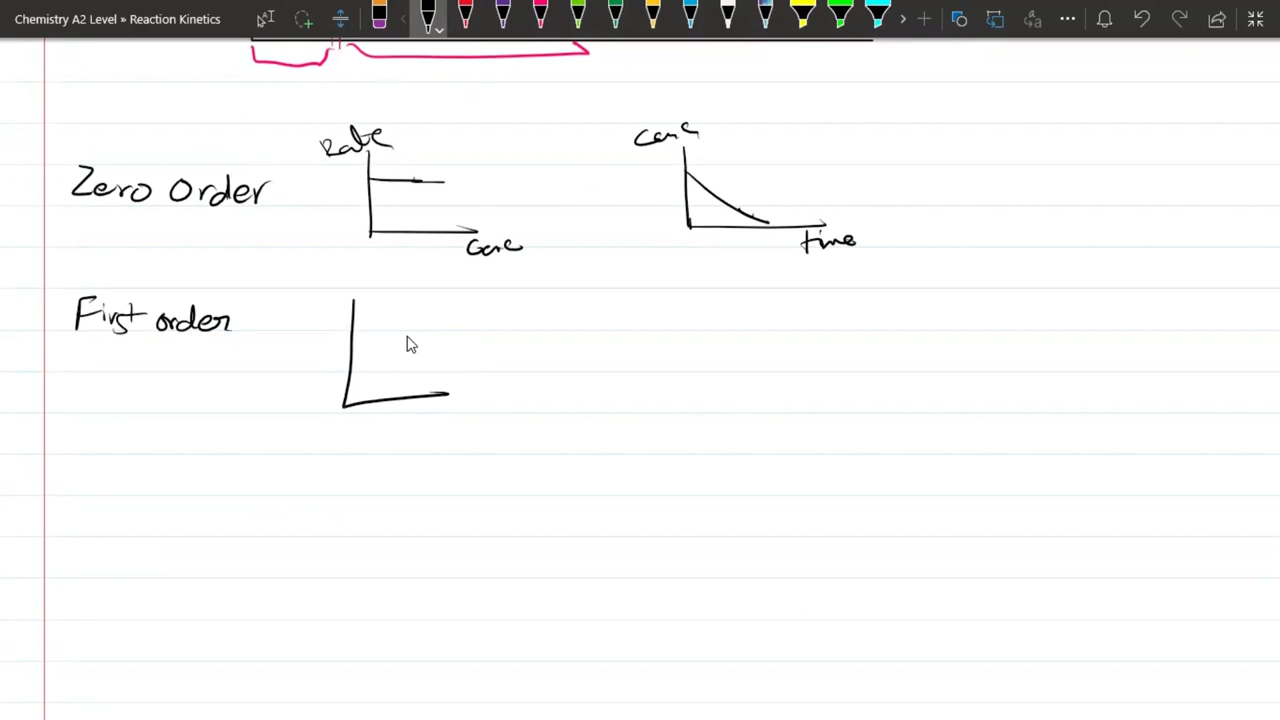 Chemistry A2 Level » Reaction Kinetics
Rate
Conc
Zero Order
Conc
time
First order